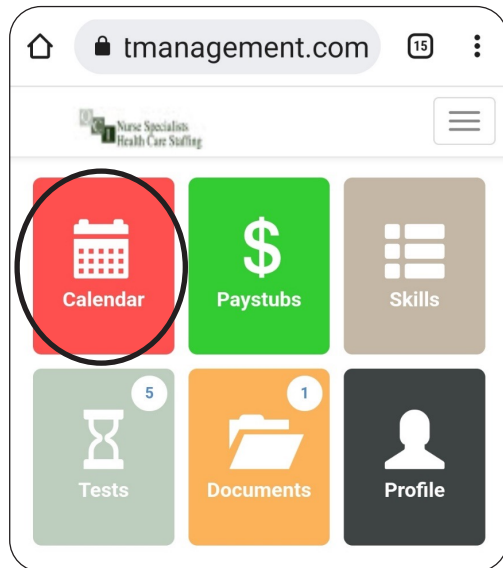 tmanagement.com 15
Nurse Specialists
Health Care Staffing
Calendar Paystubs Skills
5 1
Tests Documents Profile